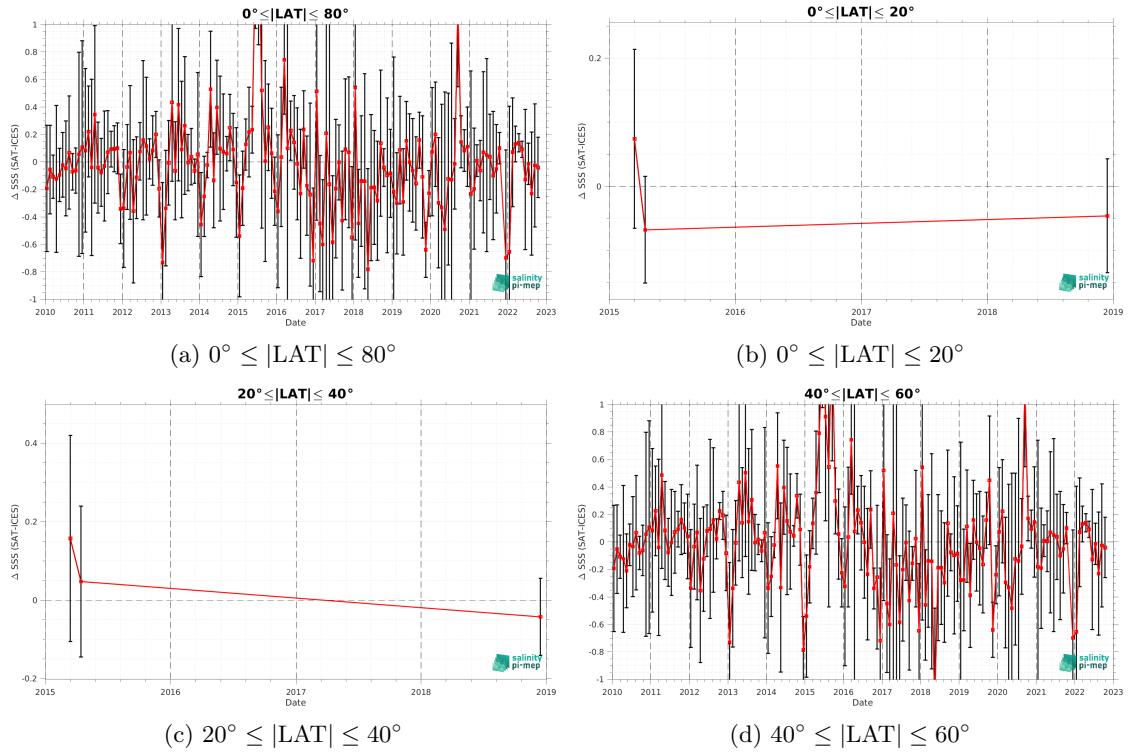 0°≤|LAT|≤ 80°
Δ SSS (SAT-ICES)
1
0.8
0.6
0.4
0.2
0
-0.2
-0.4
-0.6
-0.8
-1
2010 2011 2012 2013 2014 2015 2016 2017 2018 2019 2020 2021 2022 2023
Date
salinity
pi-mep
(a) 0° ≤ |LAT| ≤ 80°
0°≤|LAT|≤ 20°
Δ SSS (SAT-ICES)
0.2
0
2015 2016 2017 2018 2019
Date
salinity
pi-mep
(b) 0° ≤ |LAT| ≤ 20°
20°≤|LAT|≤ 40°
Δ SSS (SAT-ICES)
0.4
0.2
0
-0.2
2015 2016 2017 2018 2019
Date
salinity
pi-mep
(c) 20° ≤ |LAT| ≤ 40°
40°≤|LAT|≤ 60°
Δ SSS (SAT-ICES)
1
0.8
0.6
0.4
0.2
0
-0.2
-0.4
-0.6
-0.8
-1
2010 2011 2012 2013 2014 2015 2016 2017 2018 2019 2020 2021 2022 2023
Date
salinity
pi-mep
(d) 40° ≤ |LAT| ≤ 60°